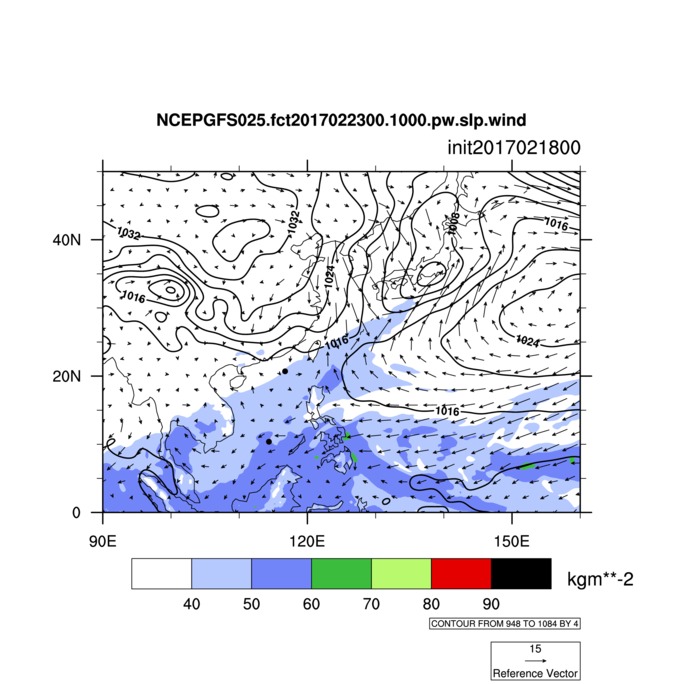 NCEPGFS025.fct2017022300.1000.pw.slp.wind
init2017021800
1032
1032
1008
1016
40N
1024
1016
1016
1024
20N
1016
0
90E 120E 150E
40 50 60 70 80 90
kgm**-2
CONTOUR FROM 948 TO 1084 BY 4
15
Reference Vector